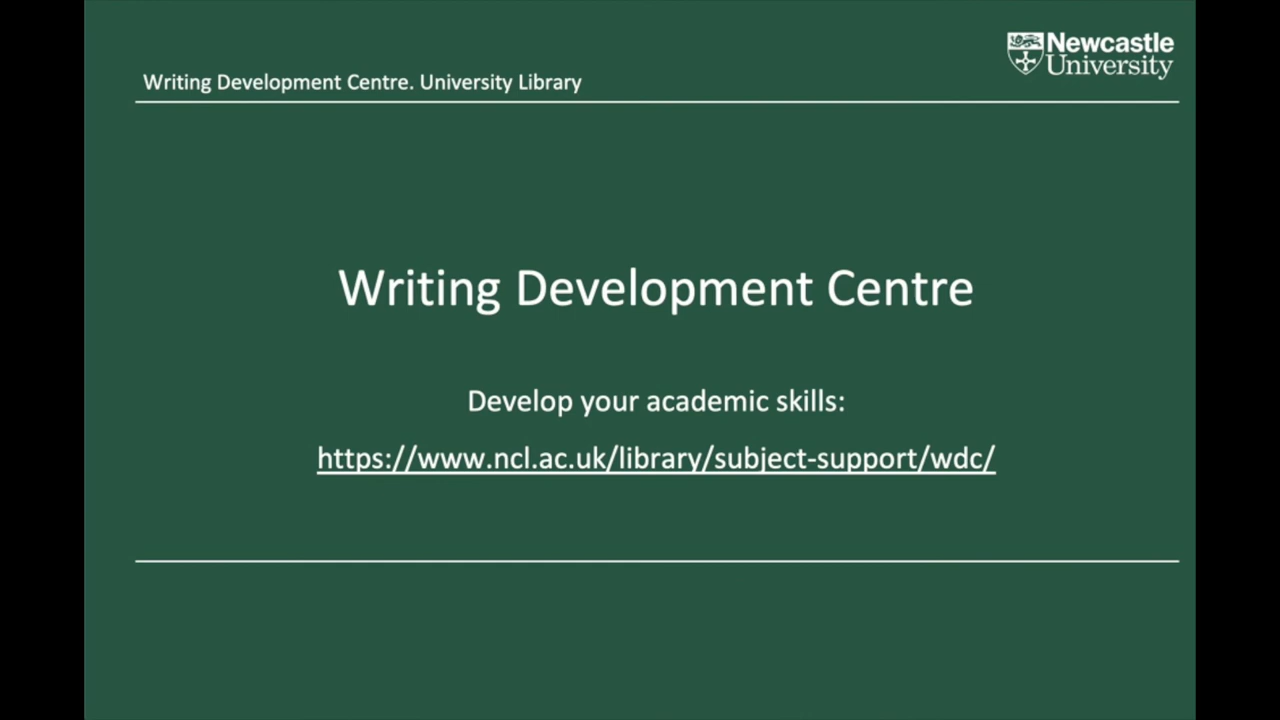 Newcastle
University
Writing Development Centre. University Library
Writing Development Centre
Develop your academic skills:
https://www.ncl.ac.uk/library/subject-support/wdc/